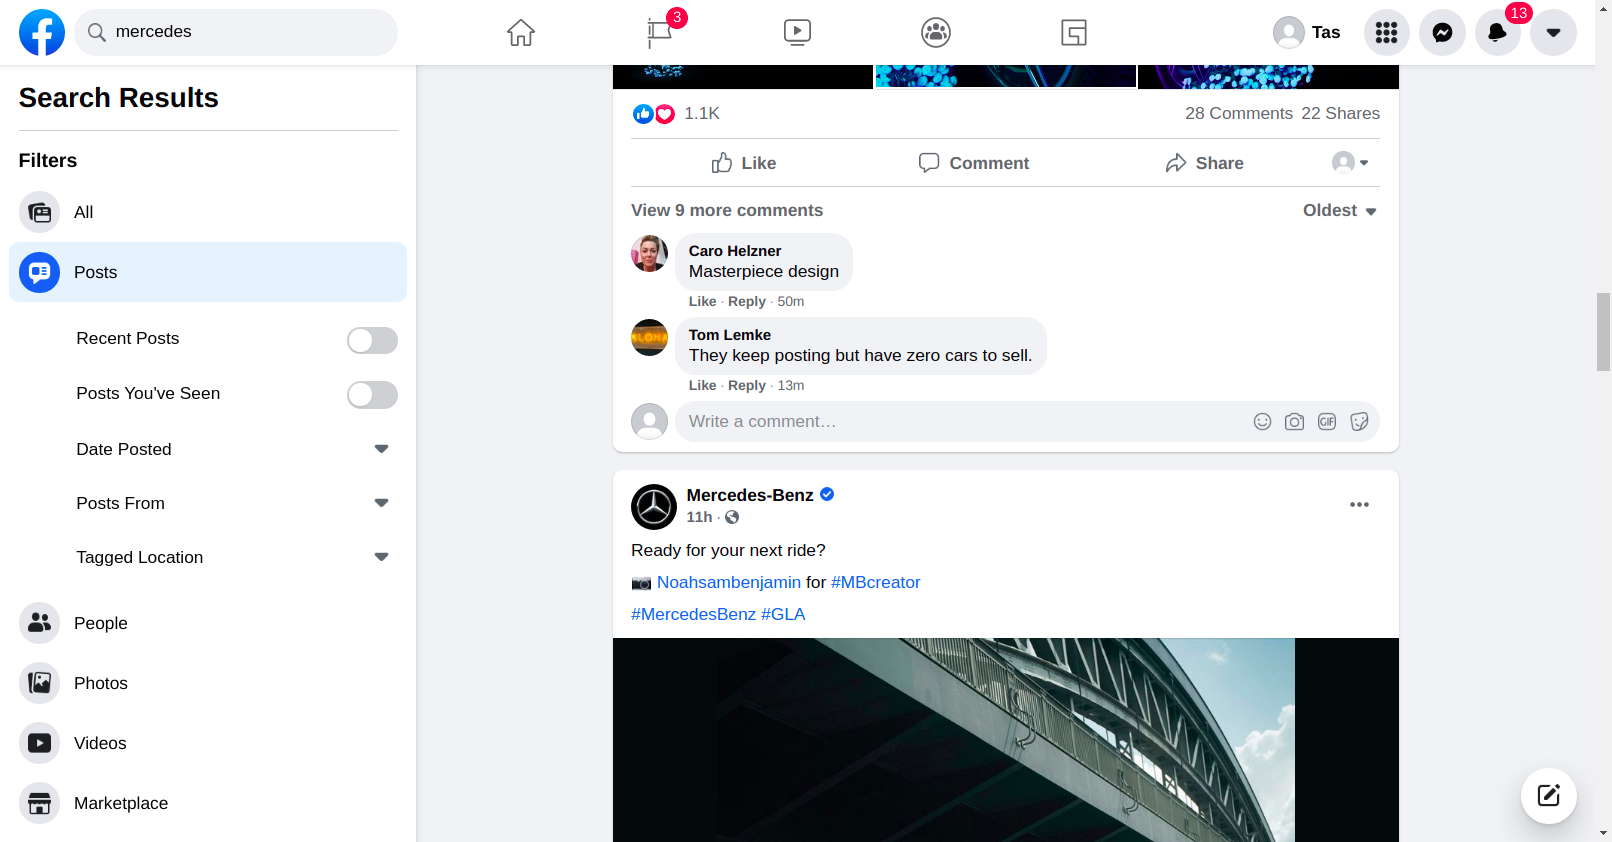 mercedes
3
Tas
13
Search Results
Filters
All
Posts
Recent Posts
Posts You've Seen
Date Posted
Posts From
Tagged Location
People
Photos
Videos
Marketplace
1.1K
28 Comments 22 Shares
Like
Comment
Share
View 9 more comments
Oldest
Caro Helzner
Masterpiece design
Like · Reply · 50m
Tom Lemke
They keep posting but have zero cars to sell.
Like · Reply · 13m
Write a comment…
GIF
Mercedes-Benz
11h ·
Ready for your next ride?
📷 Noahsambenjamin for #MBcreator
#MercedesBenz #GLA